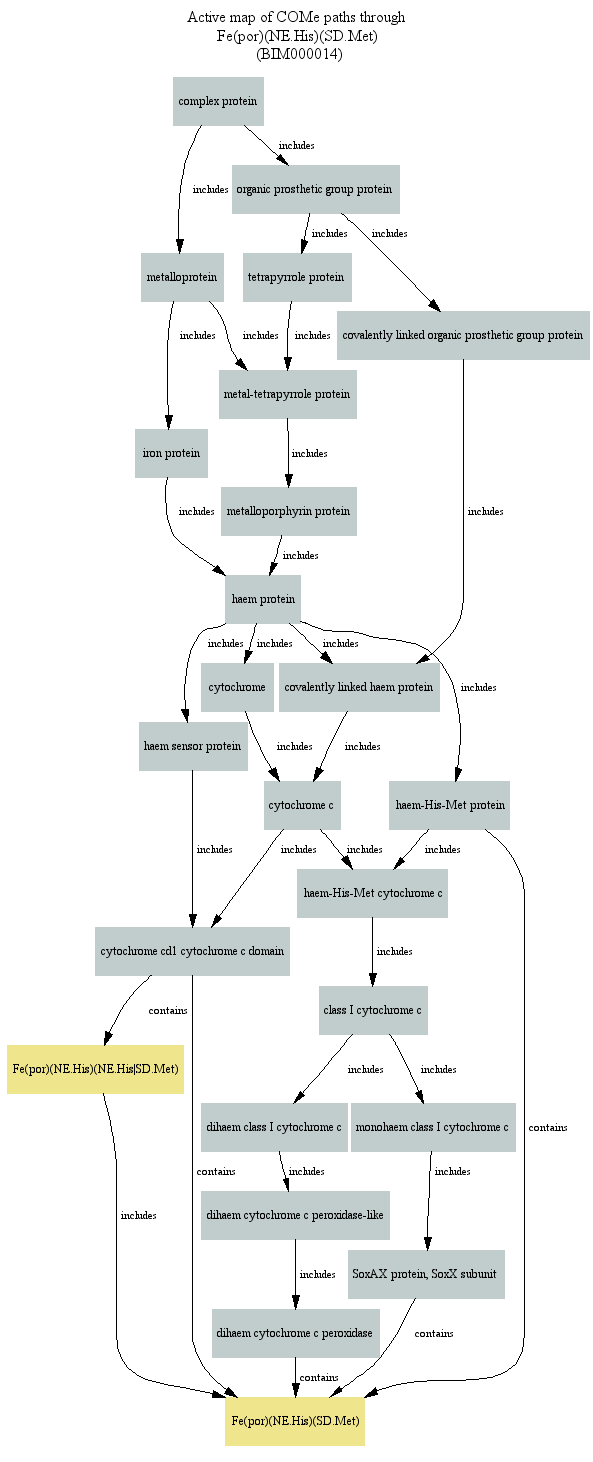 Active map of COMe paths through
Fe(por)(NE.His)(SD.Met)
(BIM000014)
complex protein
includes
includes
organic prosthetic group protein
includes
includes
metalloprotein
tetrapyrrole protein
covalently linked organic prosthetic group protein
includes
includes
includes
metal-tetrapyrrole protein
iron protein
includes
metalloporphyrin protein
includes
includes
includes
haem protein
includes
includes
includes
includes
cytochrome
covalently linked haem protein
haem sensor protein
includes
includes
cytochrome c
haem-His-Met protein
includes
includes
includes
includes
haem-His-Met cytochrome c
cytochrome cd1 cytochrome c domain
includes
contains
class I cytochrome c
Fe(por)(NE.His)(NE.His|SD.Met)
includes
includes
dihaem class I cytochrome c
monohaem class I cytochrome c
contains
contains
includes
includes
includes
dihaem cytochrome c peroxidase-like
SoxAX protein, SoxX subunit
includes
dihaem cytochrome c peroxidase
contains
contains
Fe(por)(NE.His)(SD.Met)